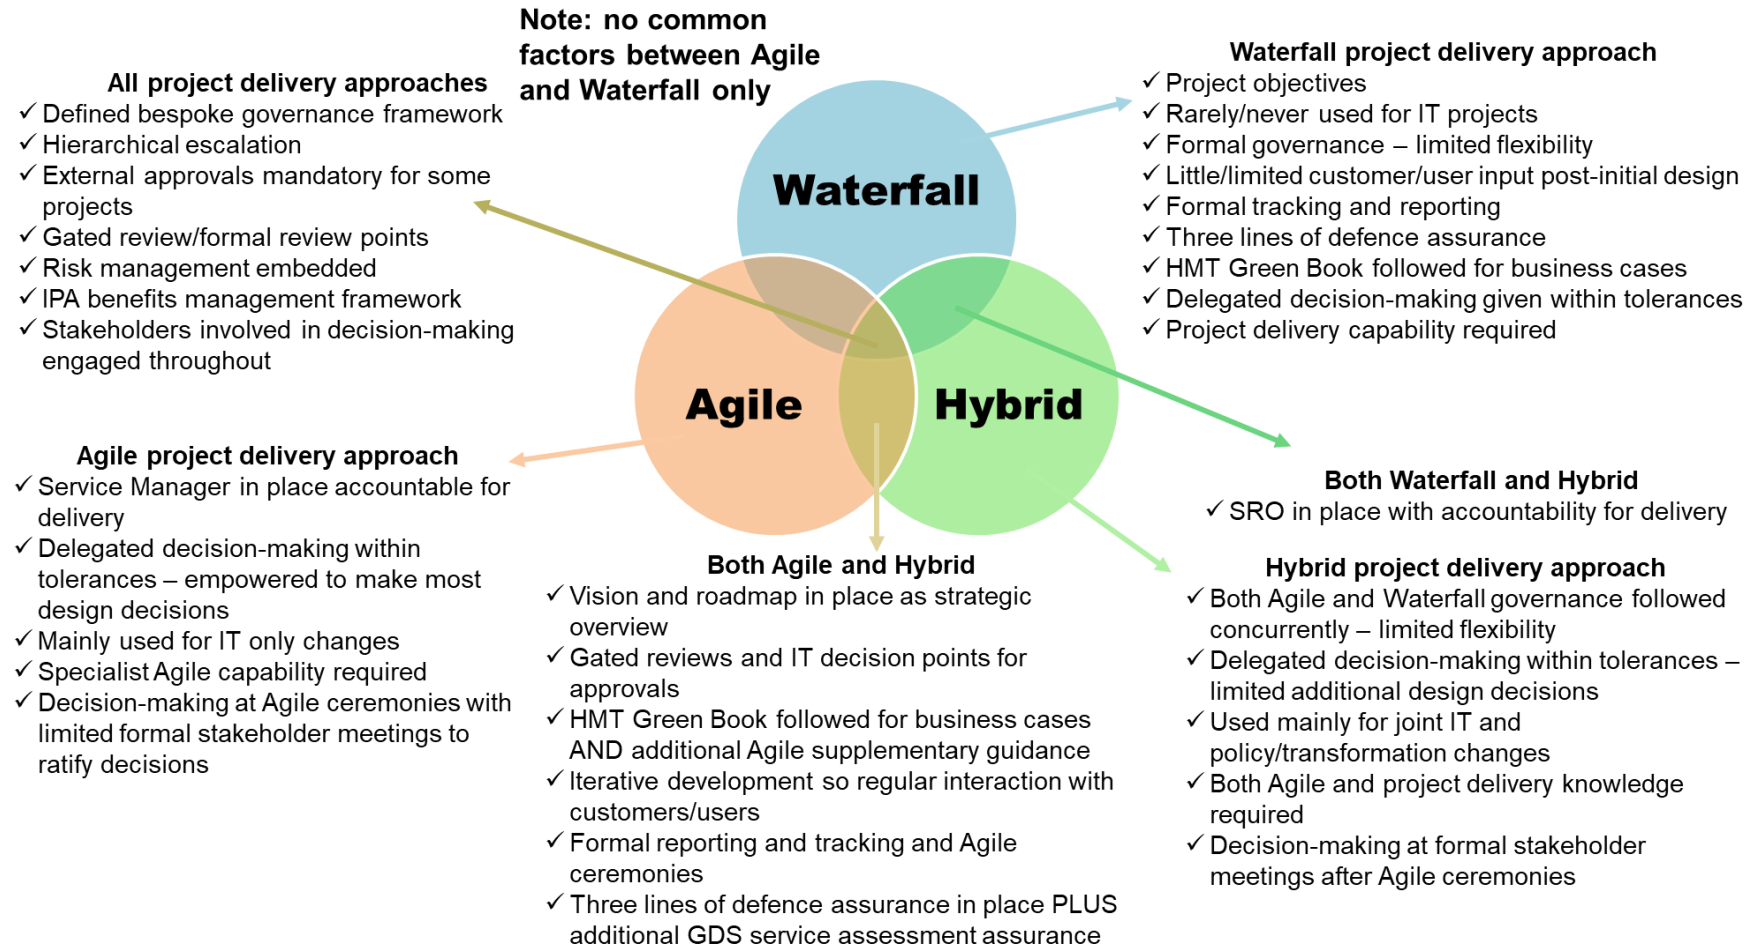 Note: no common
factors between Agile
and Waterfall only
All project delivery approaches
✓ Defined bespoke governance framework
✓ Hierarchical escalation
✓ External approvals mandatory for some
projects
✓ Gated review/formal review points
✓ Risk management embedded
✓ IPA benefits management framework
✓ Stakeholders involved in decision-making
engaged throughout
Waterfall project delivery approach
✓ Project objectives
✓ Rarely/never used for IT projects
✓ Formal governance – limited flexibility
✓ Little/limited customer/user input post-initial design
✓ Formal tracking and reporting
✓ Three lines of defence assurance
✓ HMT Green Book followed for business cases
✓ Delegated decision-making given within tolerances
✓ Project delivery capability required
Waterfall
Agile
Hybrid
Agile project delivery approach
✓ Service Manager in place accountable for
delivery
✓ Delegated decision-making within
tolerances – empowered to make most
design decisions
✓ Mainly used for IT only changes
✓ Specialist Agile capability required
✓ Decision-making at Agile ceremonies with
limited formal stakeholder meetings to
ratify decisions
Both Agile and Hybrid
✓ Vision and roadmap in place as strategic
overview
✓ Gated reviews and IT decision points for
approvals
✓ HMT Green Book followed for business cases
AND additional Agile supplementary guidance
✓ Iterative development so regular interaction with
customers/users
✓ Formal reporting and tracking and Agile
ceremonies
✓ Three lines of defence assurance in place PLUS
additional GDS service assessment assurance
Both Waterfall and Hybrid
✓ SRO in place with accountability for delivery
Hybrid project delivery approach
✓ Both Agile and Waterfall governance followed
concurrently – limited flexibility
✓ Delegated decision-making within tolerances –
limited additional design decisions
✓ Used mainly for joint IT and
policy/transformation changes
✓ Both Agile and project delivery knowledge
required
✓ Decision-making at formal stakeholder
meetings after Agile ceremonies